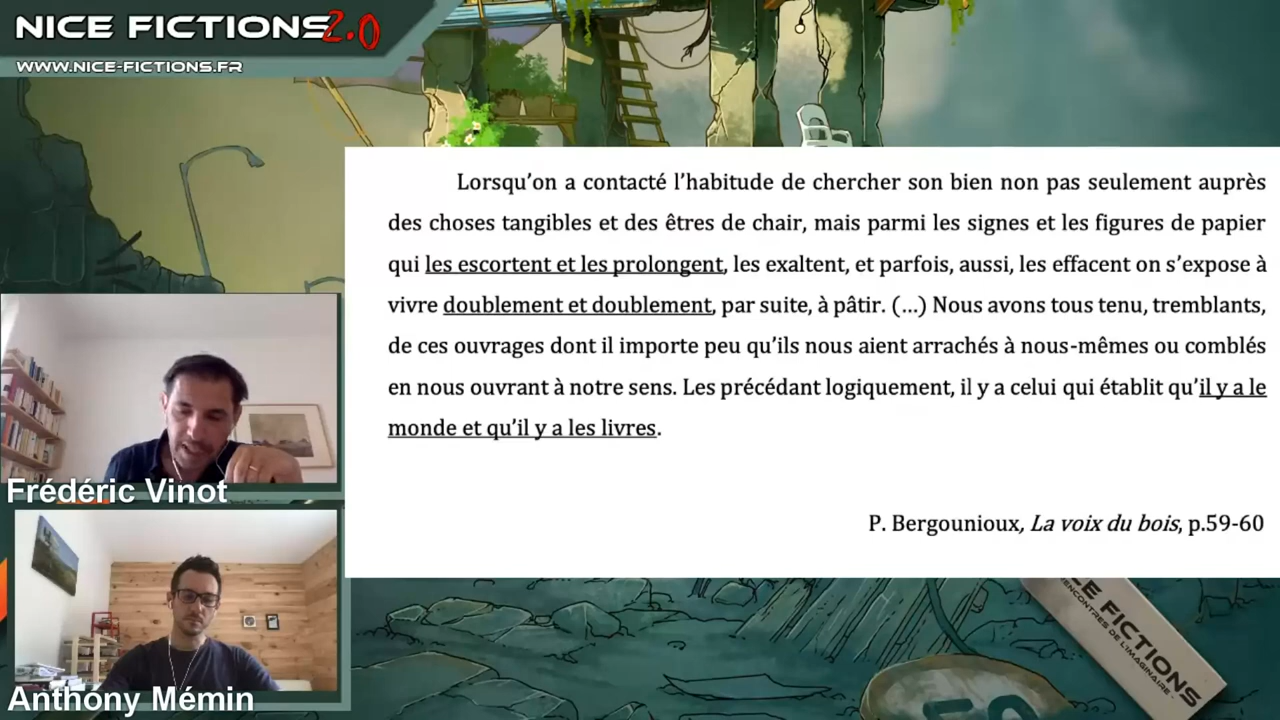 NICE FICTIONS 2.0
WWW.NICE-FICTIONS.FR
Lorsqu’on a contacté l’habitude de chercher son bien non pas seulement auprès
des choses tangibles et des êtres de chair, mais parmi les signes et les figures de papier
qui les escortent et les prolongent, les exaltent, et parfois, aussi, les effacent on s’expose à
vivre doublement et doublement, par suite, à pâtir. (…) Nous avons tous tenu, tremblants,
de ces ouvrages dont il importe peu qu’ils nous aient arrachés à nous-mêmes ou comblés
en nous ouvrant à notre sens. Les précédant logiquement, il y a celui qui établit qu’il y a le
monde et qu’il y a les livres.
P. Bergounioux, La voix du bois, p.59-60
Frédéric Vinot
Anthony Mémin
CE FICTIONS
ENCONTRES DE L'IMAGINAIRE